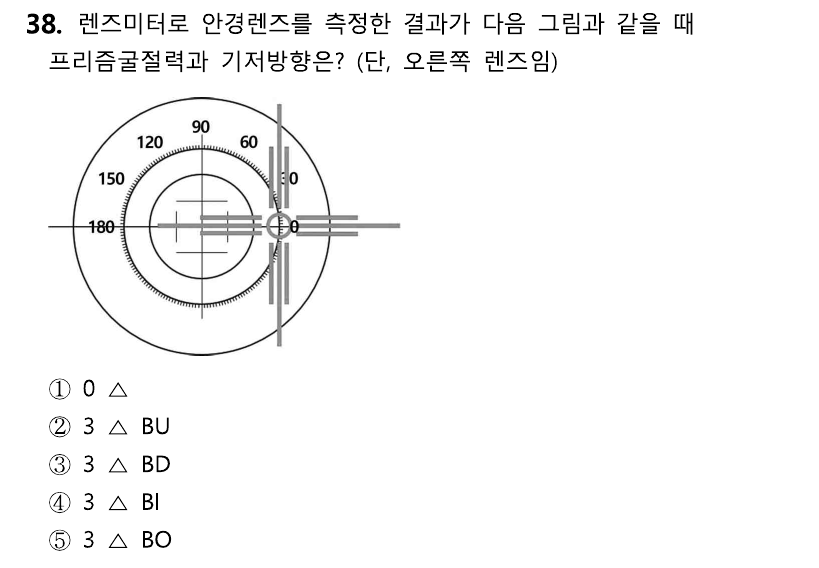 38. 렌즈미터로 안경렌즈를 측정한 결과가 다음 그림과 같을 때
프리즘굴절력과 기저방향은? (단, 오른쪽 렌즈임)
90
120 60
150 30
180 0
① 0 △
② 3 △ BU
③ 3 △ BD
④ 3 △ BI
⑤ 3 △ BO